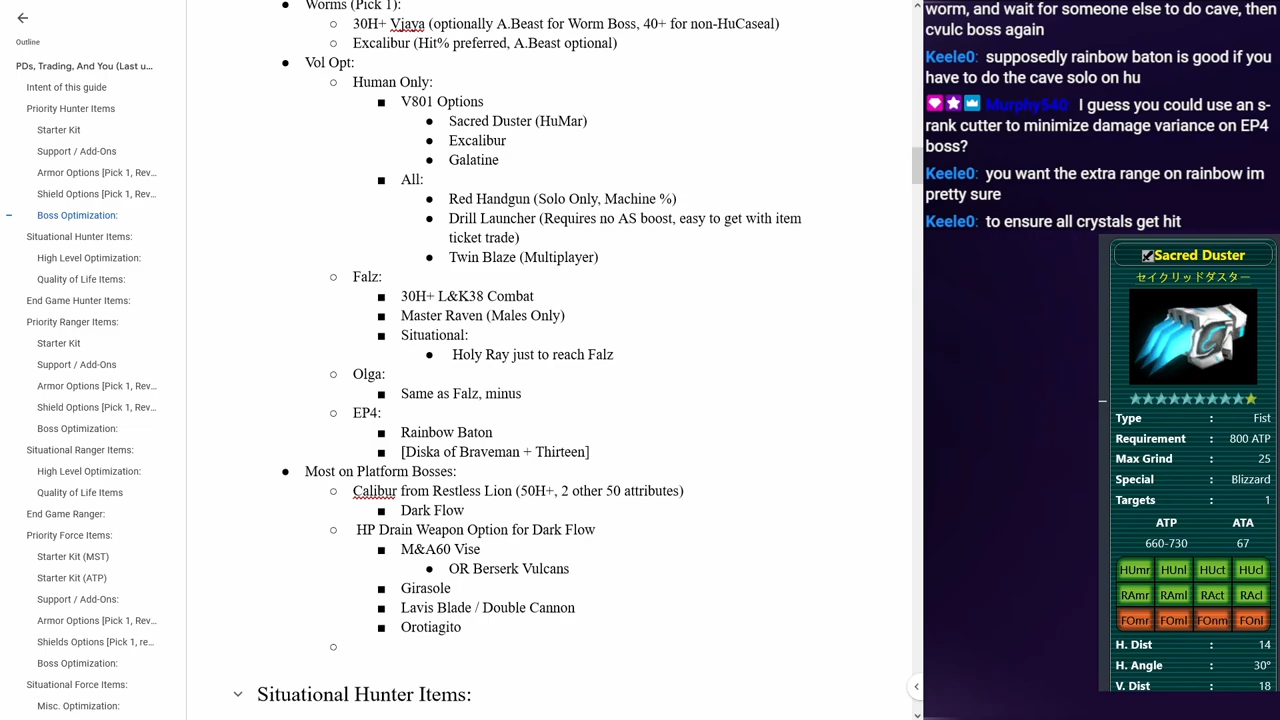 Outline
PDs, Trading, And You (Last u...
Intent of this guide
Priority Hunter Items
Starter Kit
Support / Add-Ons
Armor Options [Pick 1, Rev...
Shield Options [Pick 1, Rev...
Boss Optimization:
Situational Hunter Items:
High Level Optimization:
Quality of Life Items:
End Game Hunter Items:
Priority Ranger Items:
Starter Kit
Support / Add-Ons
Armor Options [Pick 1, Rev...
Shield Options [Pick 1, Rev...
Boss Optimization:
Situational Ranger Items:
High Level Optimization:
Quality of Life Items
End Game Ranger:
Priority Force Items:
Starter Kit (MST)
Starter Kit (ATP)
Support / Add-Ons:
Armor Options [Pick 1, Rev...
Shields Options [Pick 1, re...
Boss Optimization:
Situational Force Items:
Misc. Optimization:
Worms (Pick 1):
30H+ Vjaya (optionally A.Beast for Worm Boss, 40+ for non-HuCaseal)
Excalibur (Hit% preferred, A.Beast optional)
Vol Opt:
Human Only:
V801 Options
Sacred Duster (HuMar)
Excalibur
Galatine
All:
Red Handgun (Solo Only, Machine %)
Drill Launcher (Requires no AS boost, easy to get with item
ticket trade)
Twin Blaze (Multiplayer)
Falz:
30H+ L&K38 Combat
Master Raven (Males Only)
Situational:
Holy Ray just to reach Falz
Olga:
Same as Falz, minus
EP4:
Rainbow Baton
[Diska of Braveman + Thirteen]
Most on Platform Bosses:
Calibur from Restless Lion (50H+, 2 other 50 attributes)
Dark Flow
HP Drain Weapon Option for Dark Flow
M&A60 Vise
OR Berserk Vulcans
Girasole
Lavis Blade / Double Cannon
Orotiagito
Situational Hunter Items:
worm, and wait for someone else to do cave, then
cvulc boss again
Keele0: supposedly rainbow baton is good if you
have to do the cave solo on hu
Murphy540: I guess you could use an s-
rank cutter to minimize damage variance on EP4
boss?
Keele0: you want the extra range on rainbow im
pretty sure
Keele0: to ensure all crystals get hit
Sacred Duster
セイクリッドダスター
Type : Fist
Requirement : 800 ATP
Max Grind : 25
Special : Blizzard
Targets : 1
ATP ATA
660-730 67
HUmr HUnl HUct HUcl
RAmr RAml RAct RAcl
FOmr FOml FOnm FOnl
H. Dist : 14
H. Angle : 30°
V. Dist : 18